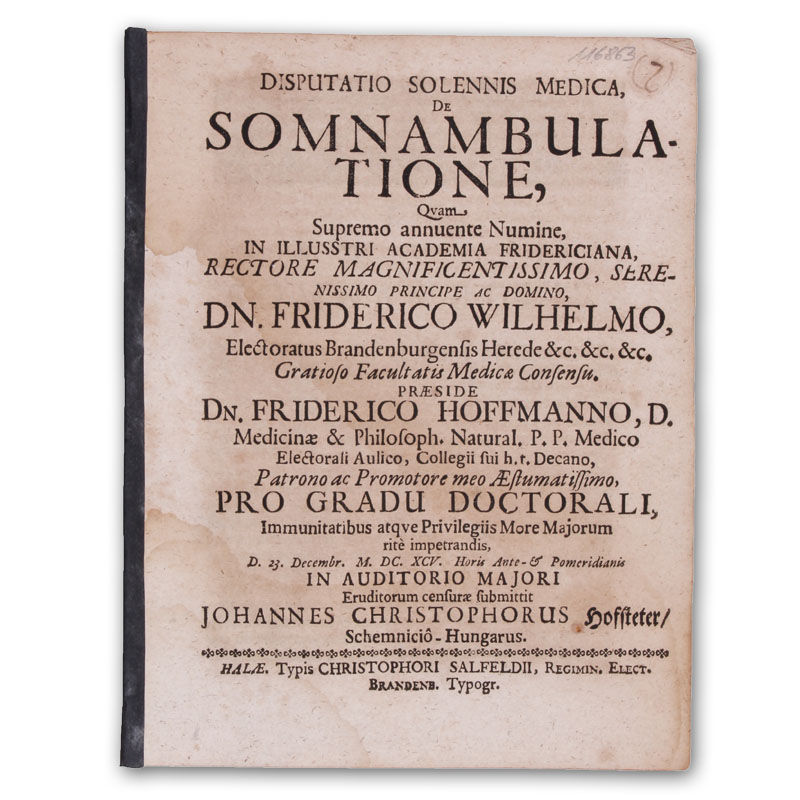 116863
(2)
DISPUTATIO SOLENNIS MEDICA,
DE
SOMNAMBULA-
TIONE,
Qvam
Supremo annuente Numine,
IN ILLUSSTRI ACADEMIA FRIDERICIANA,
RECTORE MAGNIFICENTISSIMO, SERE-
NISSIMO PRINCIPE AC DOMINO,
DN. FRIDERICO WILHELMO,
Electoratus Brandenburgenſis Herede &c. &c. &c.
Gratioſo Facultatis Medicæ Conſenſu.
PRÆSIDE
DN. FRIDERICO HOFFMANNO, D.
Medicinæ & Philoſoph. Natural. P. P. Medico
Electorali Aulico, Collegii ſui h. t. Decano,
Patrono ac Promotore meo Æſtumatiſſimo,
PRO GRADU DOCTORALI,
Immunitatibus atqve Privilegiis More Majorum
ritè impetrandis,
D. 23. Decembr. M. DC. XCV. Horis Ante- & Pomeridianis
IN AUDITORIO MAJORI
Eruditorum cenſuræ ſubmittit
JOHANNES CHRISTOPHORUS Hofſteter/
Schemniciô-Hungarus.
HALÆ. Typis CHRISTOPHORI SALFELDII, REGIMIN. ELECT.
BRANDENB. Typogr.